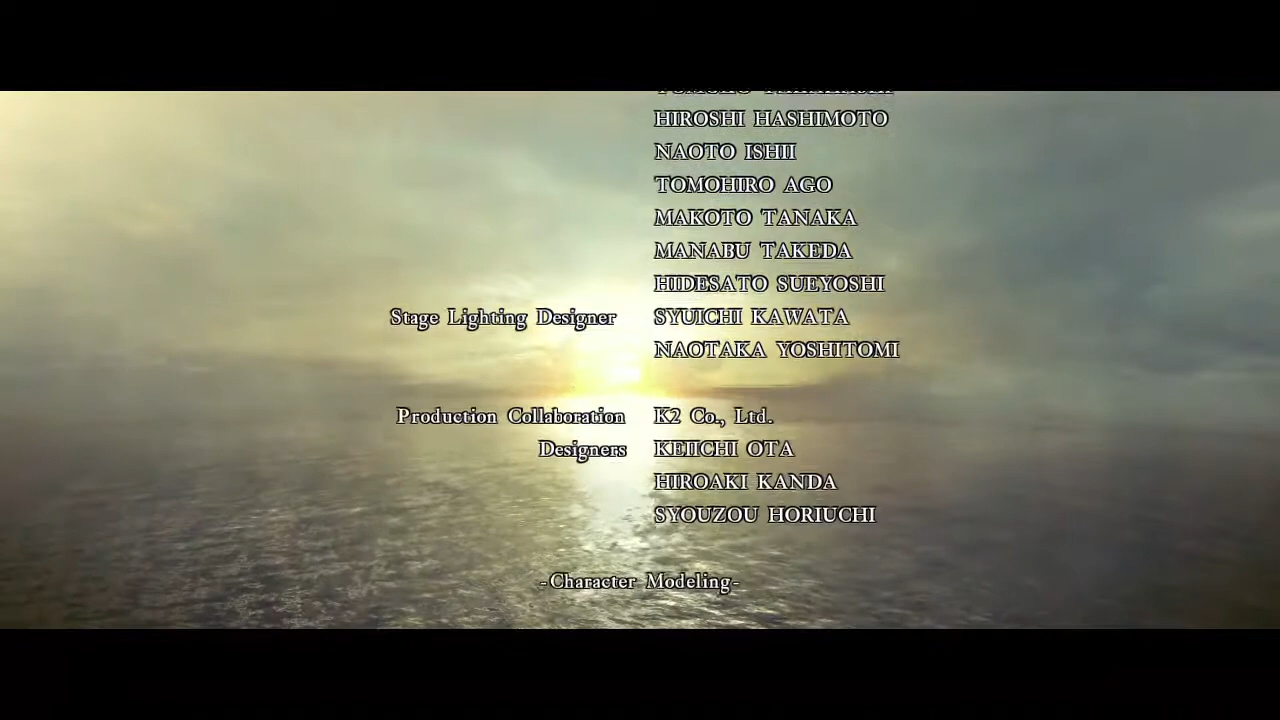 HIROSHI HASHIMOTO
NAOTO ISHII
TOMOHIRO AGO
MAKOTO TANAKA
MANABU TAKEDA
HIDESATO SUEYOSHI
Stage Lighting Designer SYUICHI KAWATA
NAOTAKA YOSHITOMI
Production Collaboration K2 Co., Ltd.
Designers KEIICHI OTA
HIROAKI KANDA
SYOUZOU HORIUCHI
-Character Modeling-